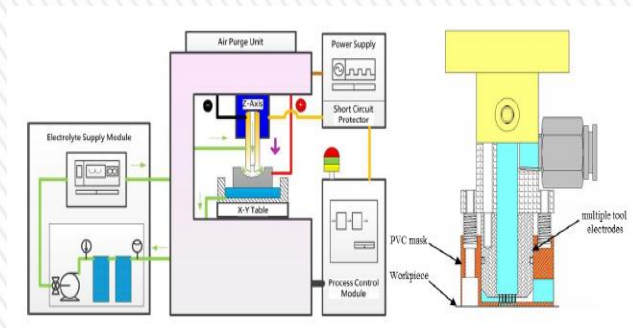 Air Purge Unit
Power Supply
Short Circuit
Protector
Z-Axis
Electrolyte Supply Module
X-Y Table
Process Control
Module
multiple tool
electrodes
PVC mask
Workpiece